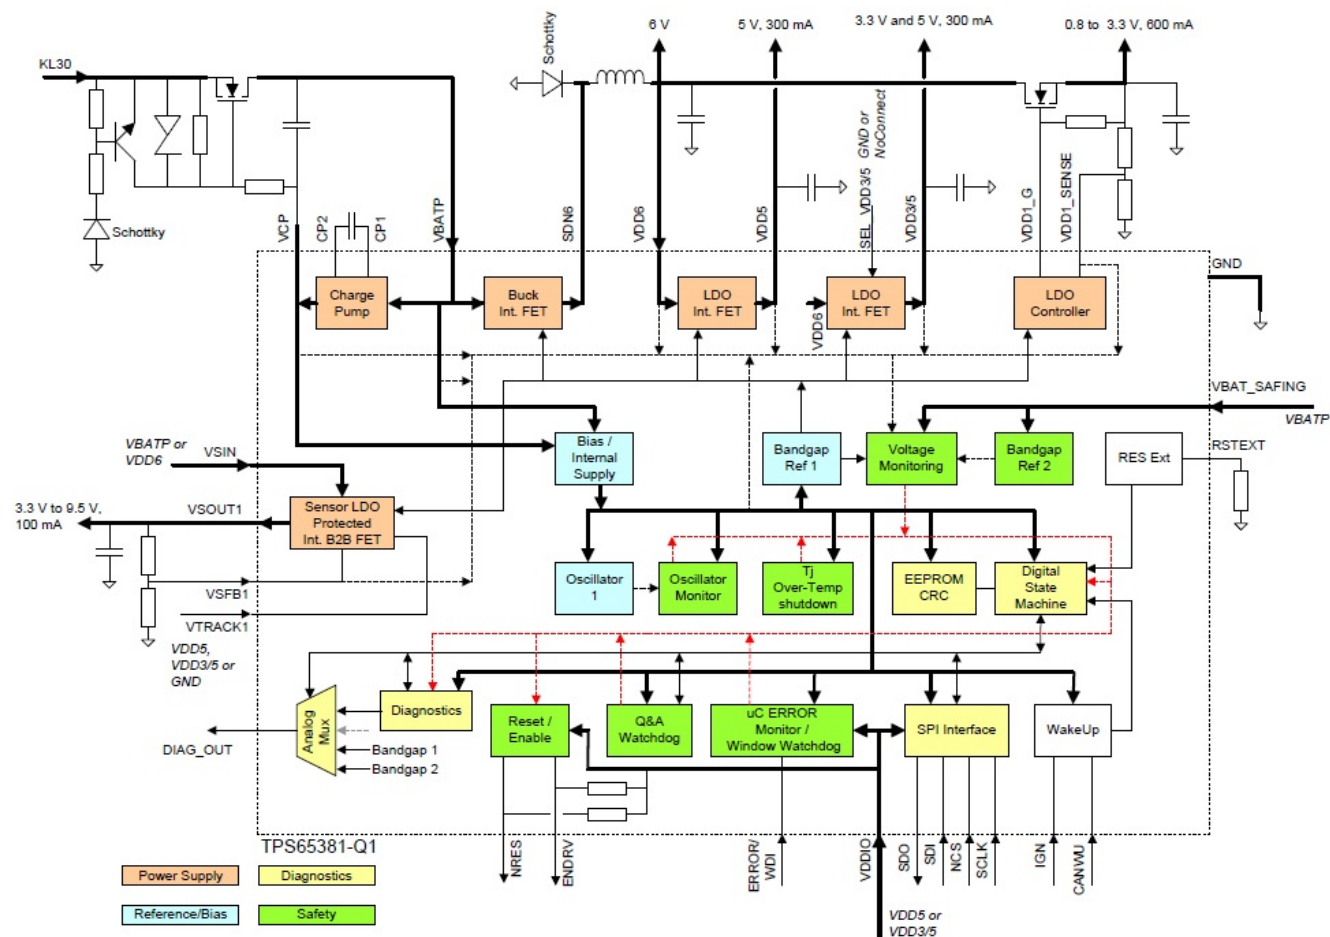 6 V
5 V, 300 mA
3.3 V and 5 V, 300 mA
0.8 to 3.3 V, 600 mA
KL30
Schottky
GND or
NoConnect
Schottky
VCP
CP2
CP1
VBATP
SDN6
VDD6
VDD5
SEL_VDD3/5
VDD3/5
VDD1_G
VDD1_SENSE
GND
Charge
Pump
Buck
Int. FET
LDO
Int. FET
VDD6
LDO
Int. FET
LDO
Controller
VBAT_SAFING
VBATP
VBATP or
VDD6
VSIN
Bias /
Internal
Supply
Bandgap
Ref 1
Voltage
Monitoring
Bandgap
Ref 2
RES Ext
RSTEXT
3.3 V to 9.5 V,
100 mA
VSOUT1
Sensor LDO
Protected
Int. B2B FET
Oscillator
1
Oscillator
Monitor
Tj
Over-Temp
shutdown
EEPROM
CRC
Digital
State
Machine
VSFB1
VTRACK1
VDD5,
VDD3/5 or
GND
Analog
Mux
Diagnostics
Bandgap 1
Bandgap 2
DIAG_OUT
Reset /
Enable
Q&A
Watchdog
uC ERROR
Monitor /
Window Watchdog
SPI Interface
WakeUp
TPS65381-Q1
NRES
ENDRV
ERROR/
WDI
VDDIO
SDO
SDI
NCS
SCLK
IGN
CANWU
Power Supply
Diagnostics
Reference/Bias
Safety
VDD5 or
VDD3/5